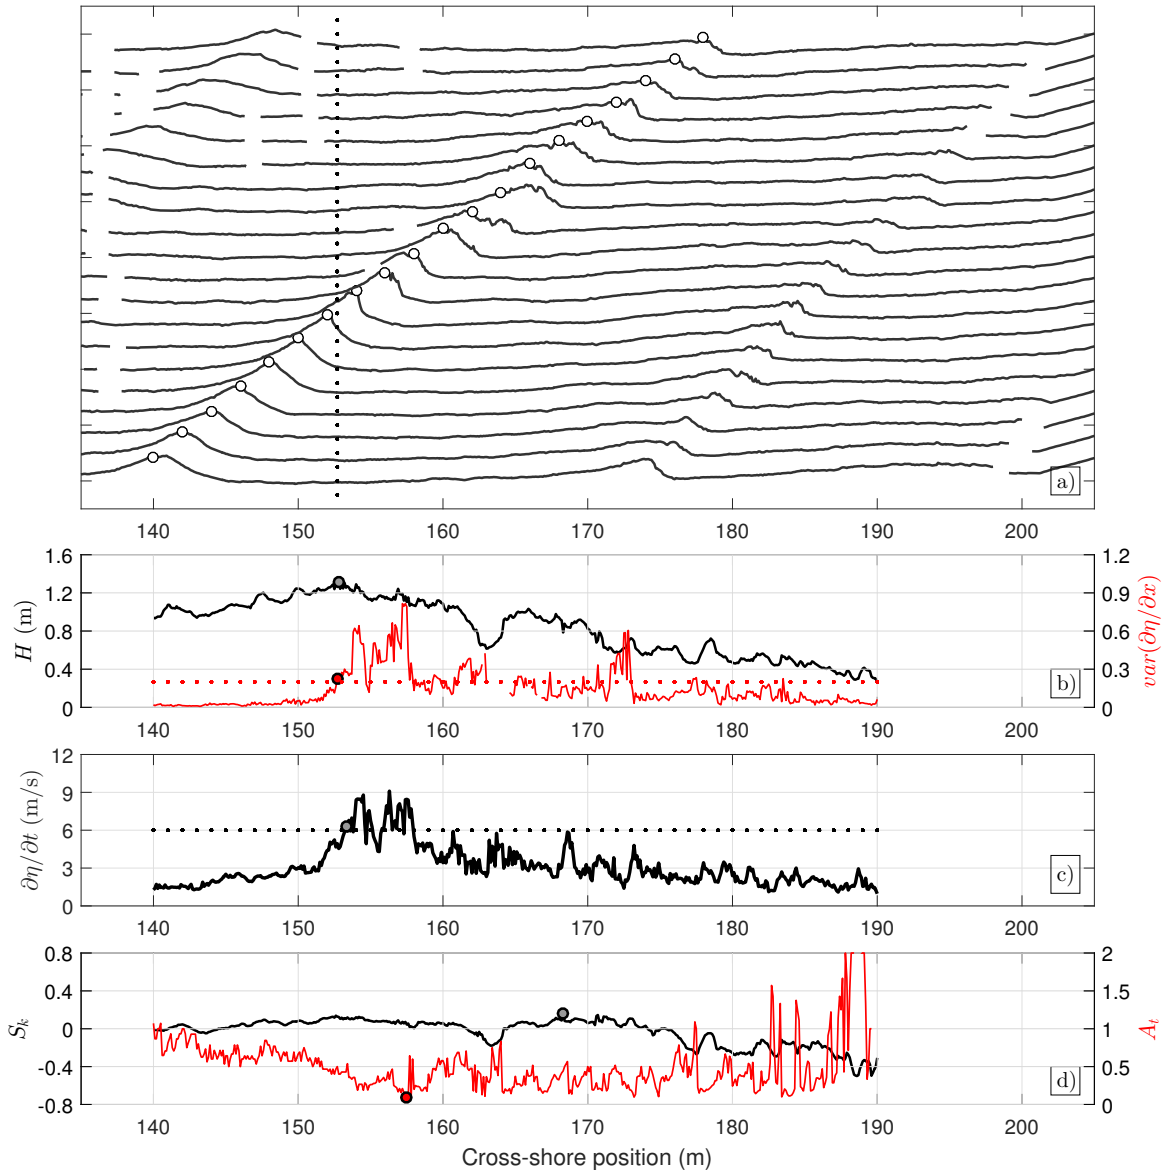 a)
140 150 160 170 180 190 200
1.6 1.2
1.2 0.9
0.8 0.6
0.4 0.3
0 0
H (m)
var(∂η/∂x)
b)
140 150 160 170 180 190 200
12
9
6
3
0
∂η/∂t (m/s)
c)
140 150 160 170 180 190 200
0.8 2
0.4 1.5
0 1
-0.4 0.5
-0.8 0
S_k
A_t
d)
140 150 160 170 180 190 200
Cross-shore position (m)